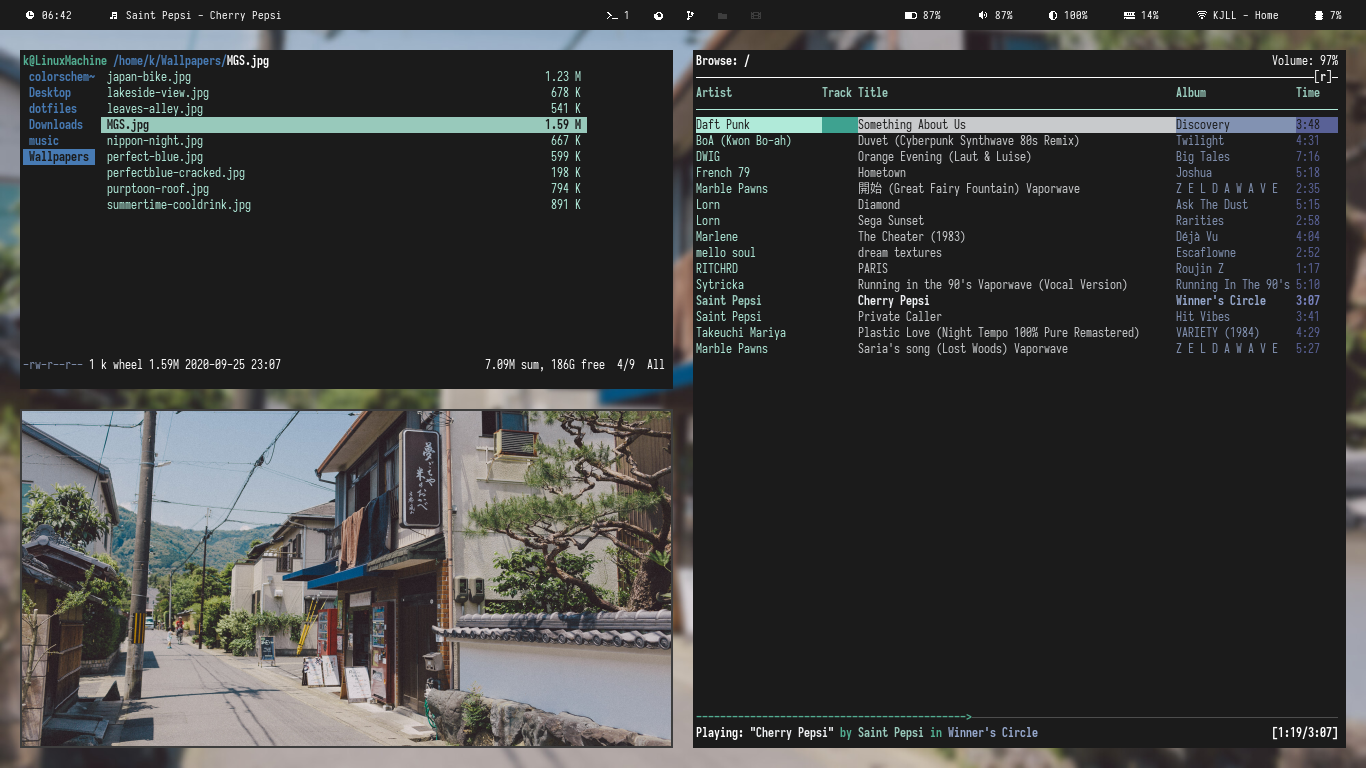 06:42 Saint Pepsi - Cherry Pepsi 1 87% 87% 100% 14% KJLL - Home 7%
k@LinuxMachine /home/k/Wallpapers/MGS.jpg
colorschem~ japan-bike.jpg 1.23 M
Desktop lakeside-view.jpg 678 K
dotfiles leaves-alley.jpg 541 K
Downloads MGS.jpg 1.59 M
music nippon-night.jpg 667 K
Wallpapers perfect-blue.jpg 599 K
perfectblue-cracked.jpg 198 K
purptoon-roof.jpg 794 K
summertime-cooldrink.jpg 891 K
-rw-r--r-- 1 k wheel 1.59M 2020-09-25 23:07 7.09M sum, 186G free 4/9 All
Browse: / Volume: 97%
[r]
Artist Track Title Album Time
Daft Punk Something About Us Discovery 3:48
BoA (Kwon Bo-ah) Duvet (Cyberpunk Synthwave 80s Remix) Twilight 4:31
DWIG Orange Evening (Laut & Luise) Big Tales 7:16
French 79 Hometown Joshua 5:18
Marble Pawns 開始 (Great Fairy Fountain) Vaporwave Z E L D A W A V E 2:35
Lorn Diamond Ask The Dust 5:15
Lorn Sega Sunset Rarities 2:58
Marlene The Cheater (1983) Déjà Vu 4:04
mello soul dream textures Escaflowne 2:52
RITCHRD PARIS Roujin Z 1:17
Sytricka Running in the 90's Vaporwave (Vocal Version) Running In The 90's 5:10
Saint Pepsi Cherry Pepsi Winner's Circle 3:07
Saint Pepsi Private Caller Hit Vibes 3:41
Takeuchi Mariya Plastic Love (Night Tempo 100% Pure Remastered) VARIETY (1984) 4:29
Marble Pawns Saria's song (Lost Woods) Vaporwave Z E L D A W A V E 5:27
Playing: "Cherry Pepsi" by Saint Pepsi in Winner's Circle [1:19/3:07]